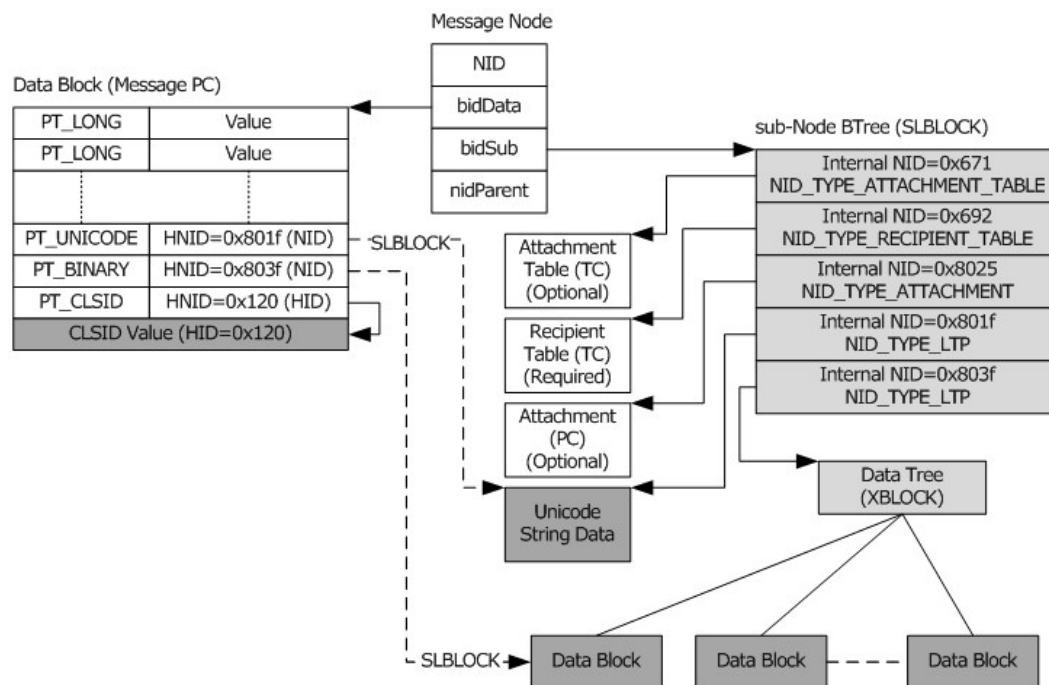 Message Node
NID
bidData
bidSub
nidParent
Data Block (Message PC)
PT_LONG Value
PT_LONG Value
PT_UNICODE HNID=0x801f (NID)
PT_BINARY HNID=0x803f (NID)
PT_CLSID HNID=0x120 (HID)
CLSID Value (HID=0x120)
SLBLOCK
sub-Node BTree (SLBLOCK)
Internal NID=0x671
NID_TYPE_ATTACHMENT_TABLE
Internal NID=0x692
NID_TYPE_RECIPIENT_TABLE
Internal NID=0x8025
NID_TYPE_ATTACHMENT
Internal NID=0x801f
NID_TYPE_LTP
Internal NID=0x803f
NID_TYPE_LTP
Attachment
Table (TC)
(Optional)
Recipient
Table (TC)
(Required)
Attachment
(PC)
(Optional)
Unicode
String Data
Data Tree
(XBLOCK)
SLBLOCK
Data Block
Data Block
Data Block